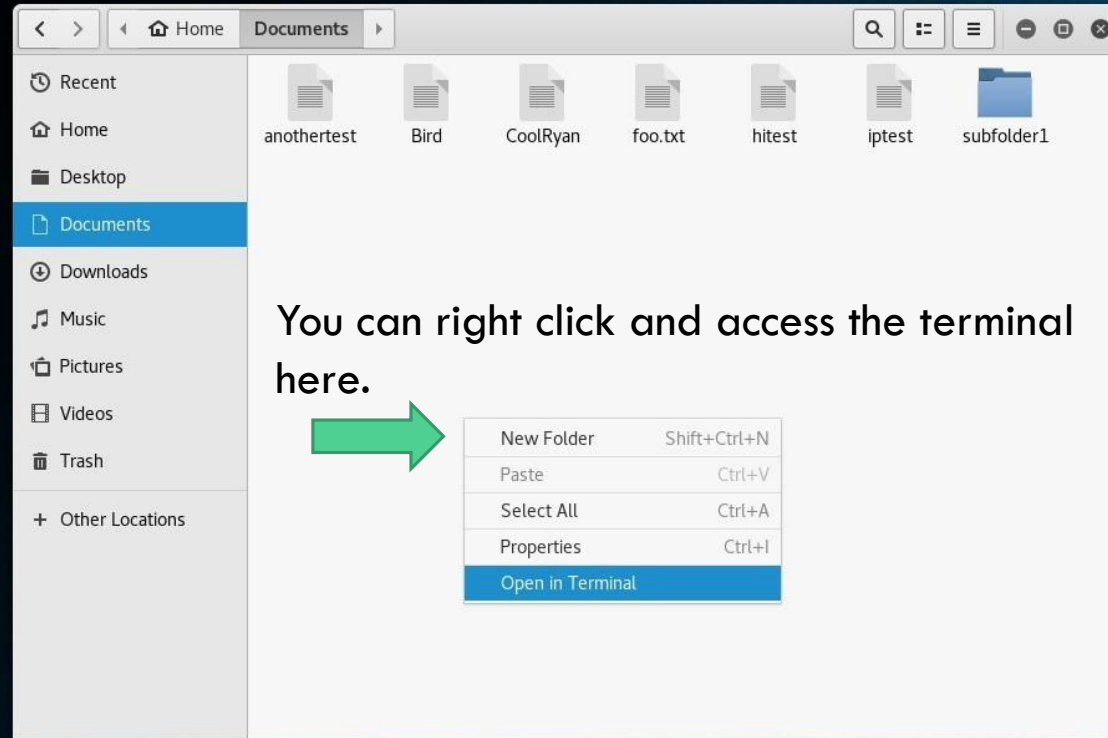 Home Documents
Recent
Home
Desktop
Documents
Downloads
Music
Pictures
Videos
Trash
+ Other Locations
anothertest Bird CoolRyan foo.txt hitest iptest subfolder1
You can right click and access the terminal
here.
New Folder Shift+Ctrl+N
Paste Ctrl+V
Select All Ctrl+A
Properties Ctrl+I
Open in Terminal